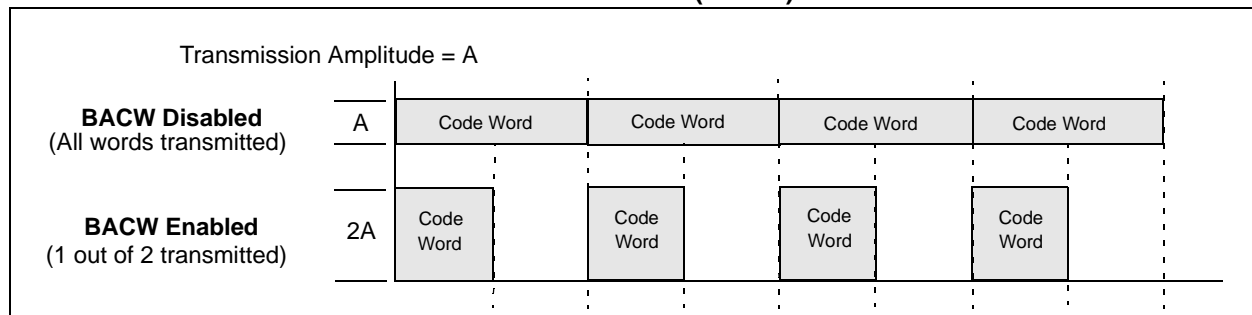 Transmission Amplitude = A
BACW Disabled
(All words transmitted)
A
Code Word
Code Word
Code Word
Code Word
BACW Enabled
(1 out of 2 transmitted)
2A
Code
Word
Code
Word
Code
Word
Code
Word